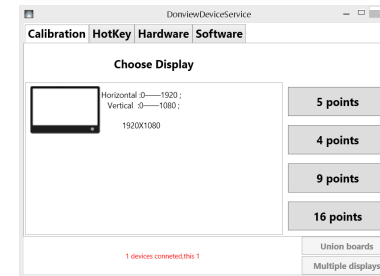 DonviewDeviceService
Calibration HotKey Hardware Software
Choose Display
Horizontal :0——1920 ;
Vertical :0——1080 ;
1920X1080
5 points
4 points
9 points
16 points
Union boards
1 devices conneted,this 1
Multiple displays